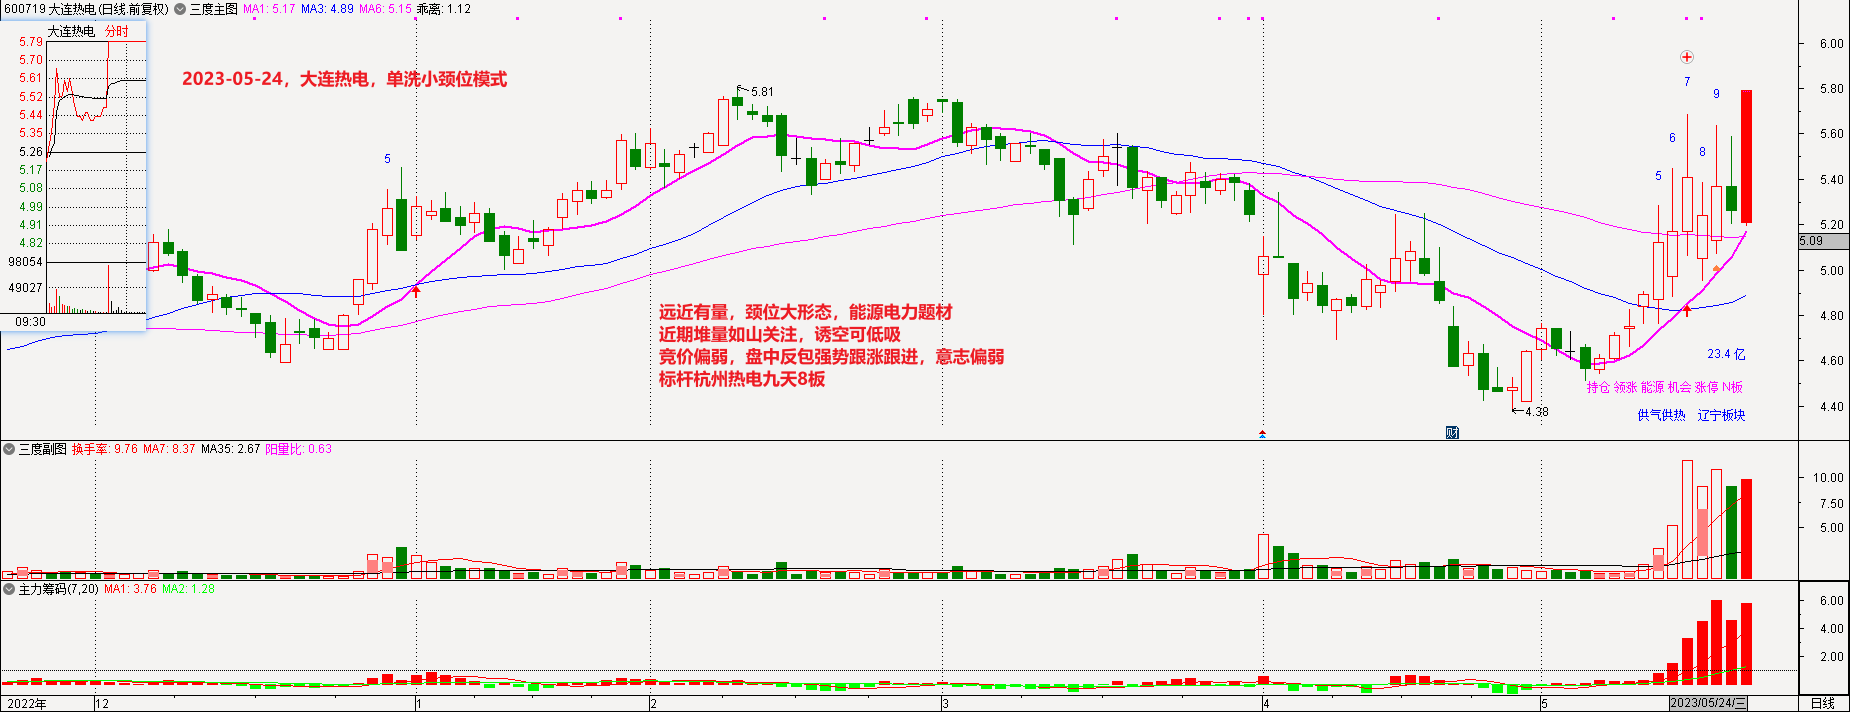 600719 大连热电(日线.前复权) 三度主图 MA1: 5.17 MA3: 4.89 MA6: 5.15 乖离: 1.12
大连热电 分时
5.79
5.70
5.61
5.52
5.44
5.35
5.26
5.17
5.08
4.99
4.91
4.82
98054
49027
09:30
2023-05-24，大连热电，单洗小颈位模式
5
5.81
远近有量，颈位大形态，能源电力题材
近期堆量如山关注，诱空可低吸
竞价偏弱，盘中反包强势跟涨跟进，意志偏弱
标杆杭州热电九天8板
7
9
6
8
5
23.4 亿
持仓 领涨 能源 机会 涨停 N板
供气供热 辽宁板块
4.38
财
6.00
5.80
5.60
5.40
5.20
5.09
5.00
4.80
4.60
4.40
三度副图 换手率: 9.76 MA7: 8.37 MA35: 2.67 阳量比: 0.63
10.00
7.50
5.00
主力筹码(7,20) MA1: 3.76 MA2: 1.28
6.00
4.00
2.00
2022年 12 1 2 3 4 5 2023/05/24/三 日线